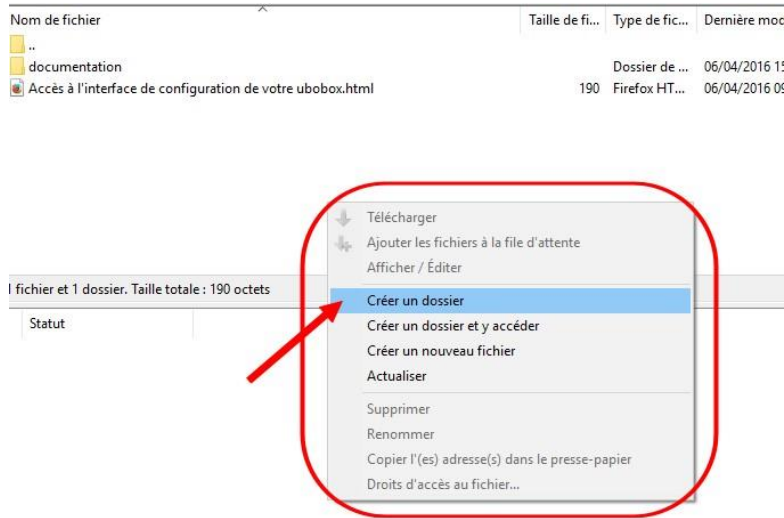 Nom de fichier Taille de fi... Type de fic... Dernière mod
..
documentation Dossier de ... 06/04/2016 15
Accès à l'interface de configuration de votre ubobox.html 190 Firefox HT... 06/04/2016 09
Télécharger
Ajouter les fichiers à la file d'attente
Afficher / Éditer
1 fichier et 1 dossier. Taille totale : 190 octets
Créer un dossier
Statut
Créer un dossier et y accéder
Créer un nouveau fichier
Actualiser
Supprimer
Renommer
Copier l'(es) adresse(s) dans le presse-papier
Droits d'accès au fichier...